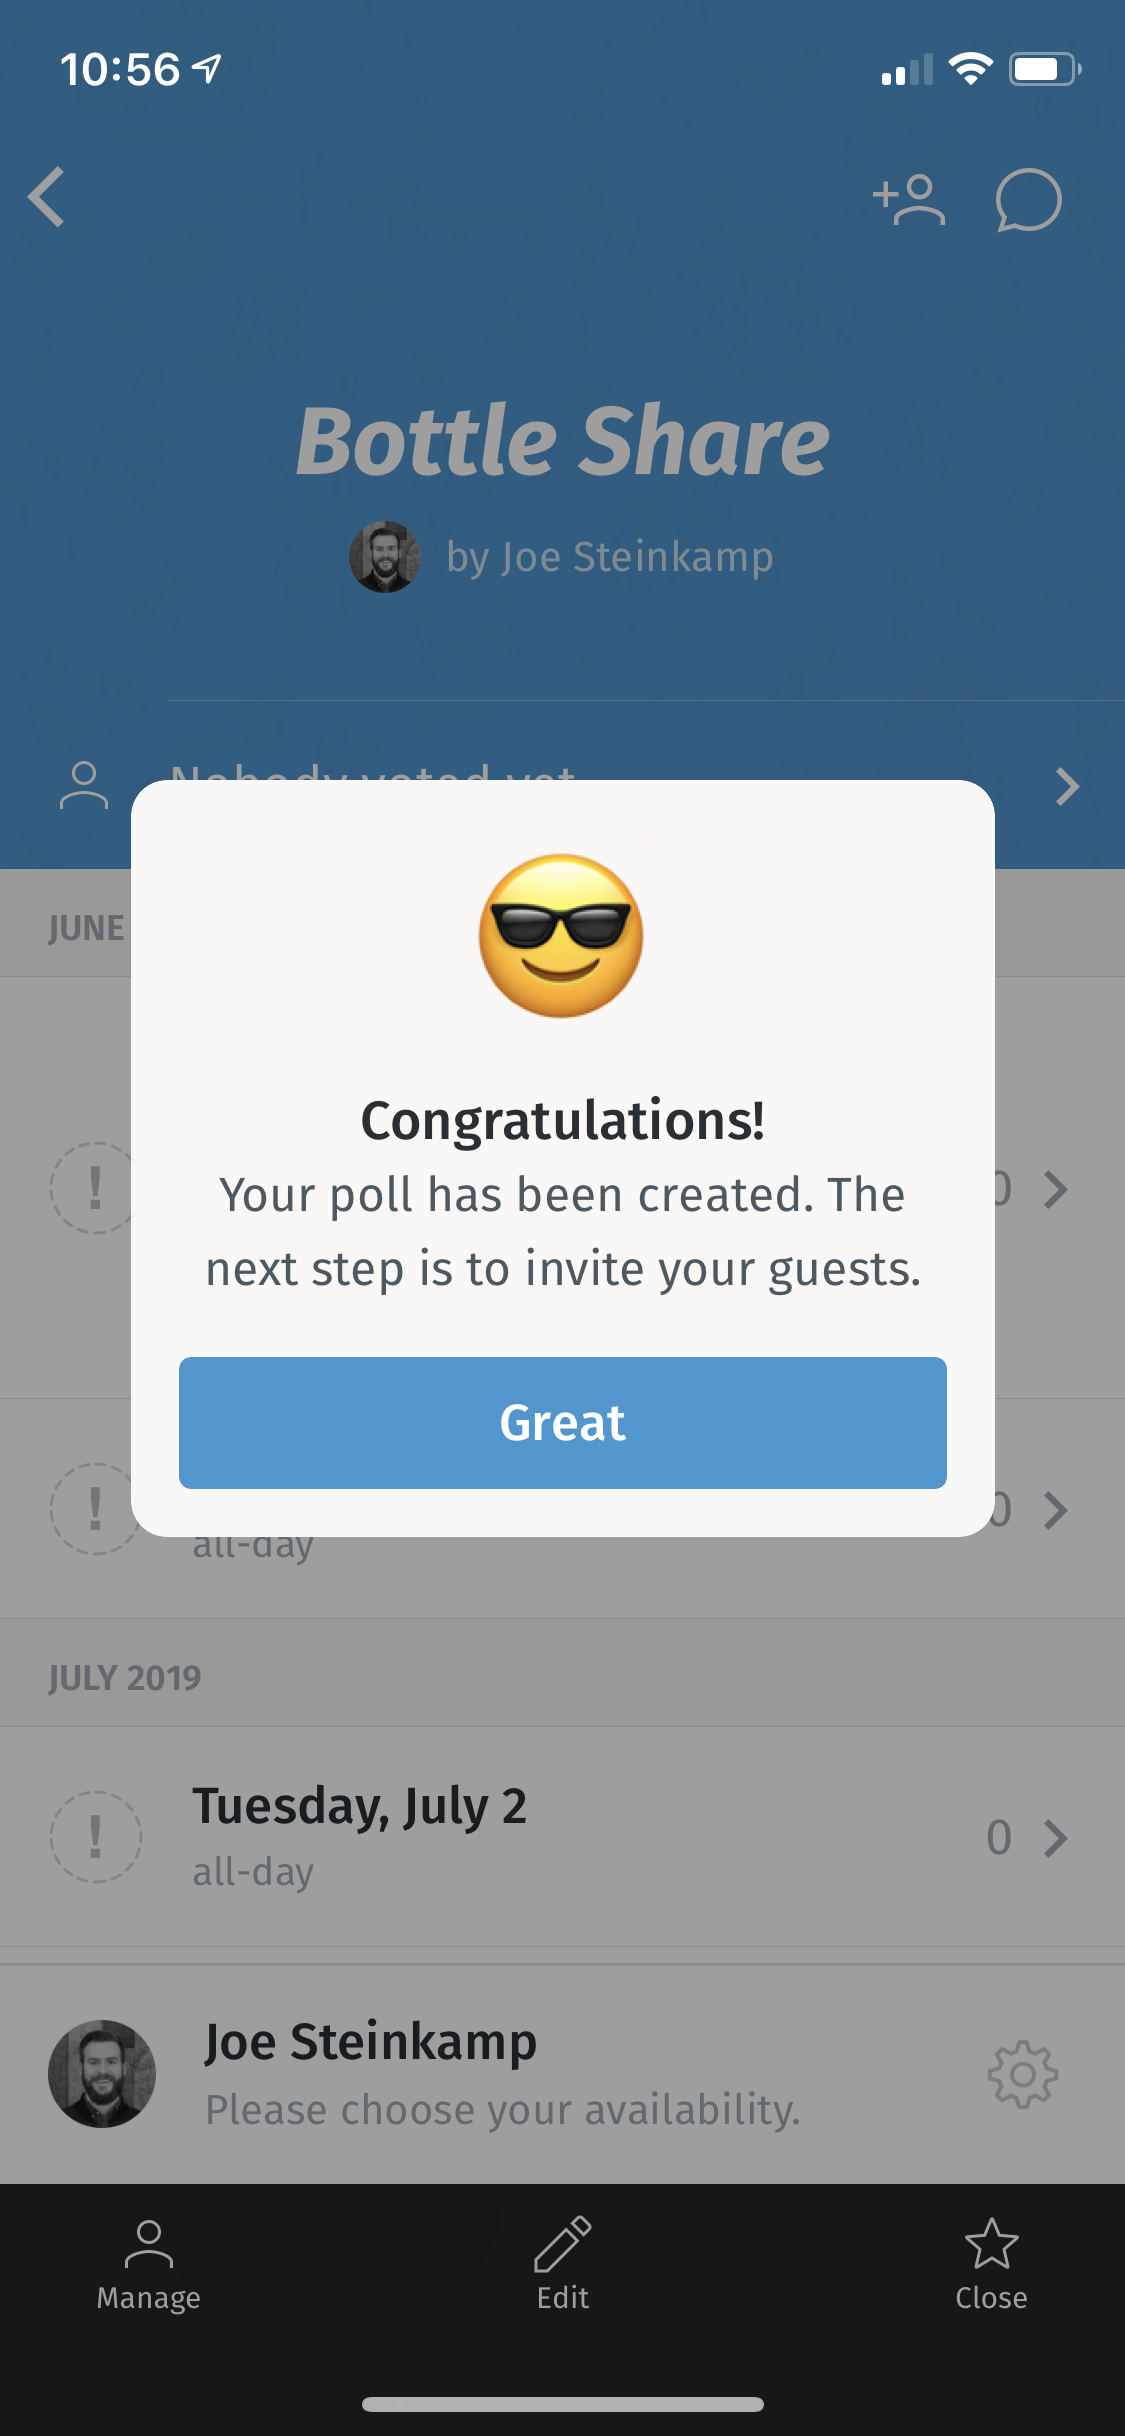 10:56
Bottle Share
by Joe Steinkamp
Nobody voted yet
JUNE
Congratulations!
Your poll has been created. The
next step is to invite your guests.
! 0
Great
! 0
all-day
JULY 2019
Tuesday, July 2
! 0
all-day
Joe Steinkamp
Please choose your availability.
Manage Edit Close